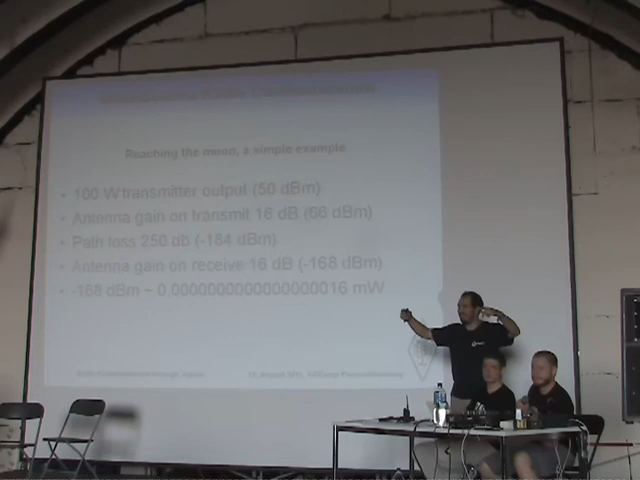 Reaching the moon, a simple example
• 100 W transmitter output (50 dBm)
• Antenna gain on transmit 16 dB (66 dBm)
• Path loss 250 db (-184 dBm)
• Antenna gain on receive 16 dB (-168 dBm)
• -168 dBm ~ 0,000000000000000016 mW